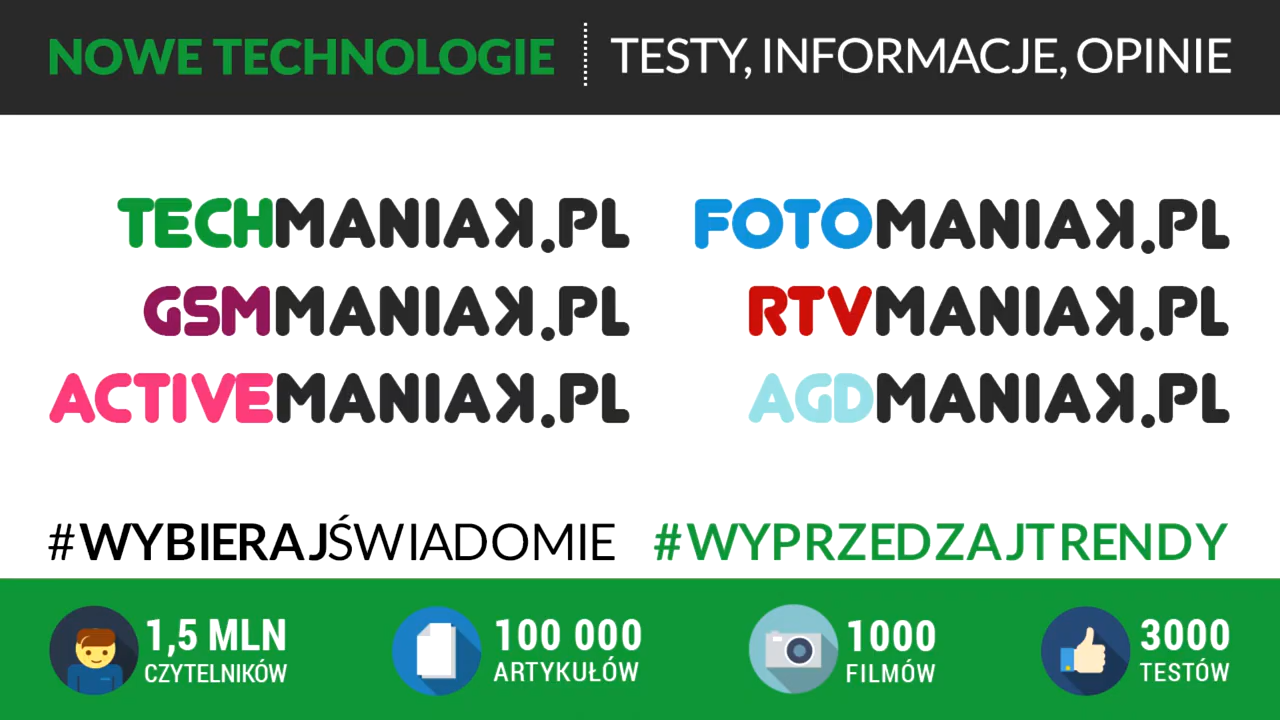 NOWE TECHNOLOGIE
TESTY, INFORMACJE, OPINIE
TECHMANIAK.PL
FOTOMANIAK.PL
GSMMANIAK.PL
RTVMANIAK.PL
ACTIVEMANIAK.PL
AGDMANIAK.PL
#WYBIERAJŚWIADOMIE
#WYPRZEDZAJTRENDY
1,5 MLN
CZYTELNIKÓW
100 000
ARTYKUŁÓW
1000
FILMÓW
3000
TESTÓW